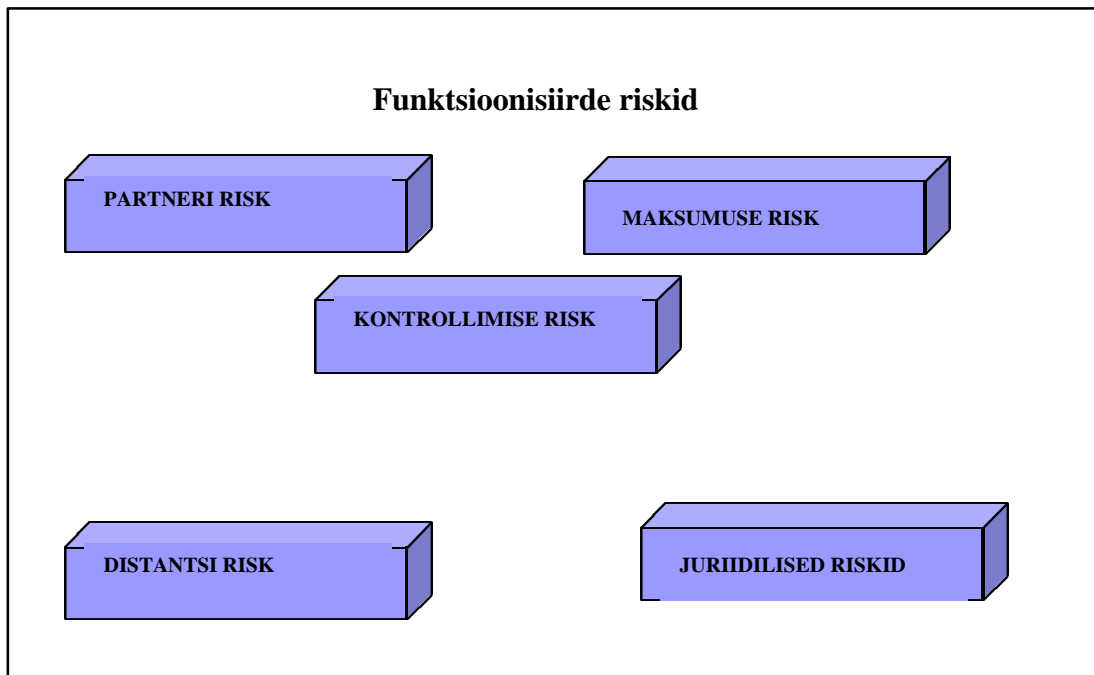 Funktsioonisiirde riskid
PARTNERI RISK
MAKSUMUSE RISK
KONTROLLIMISE RISK
DISTANTSI RISK
JURIIDILISED RISKID